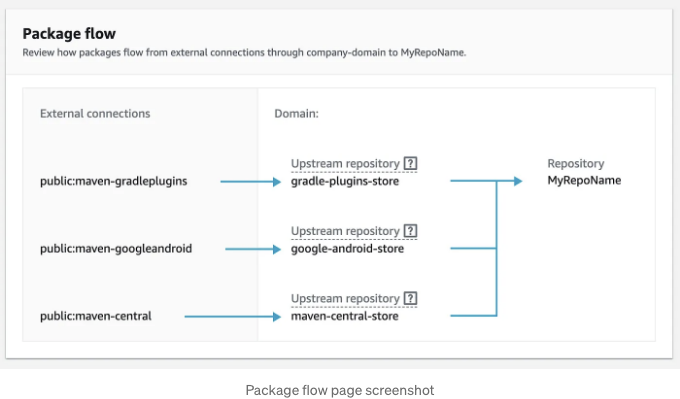 Package flow
Review how packages flow from external connections through company-domain to MyRepoName.
External connections
Domain:
Upstream repository [?]
Repository
public:maven-gradleplugins
gradle-plugins-store
MyRepoName
Upstream repository [?]
public:maven-googleandroid
google-android-store
Upstream repository [?]
public:maven-central
maven-central-store
Package flow page screenshot